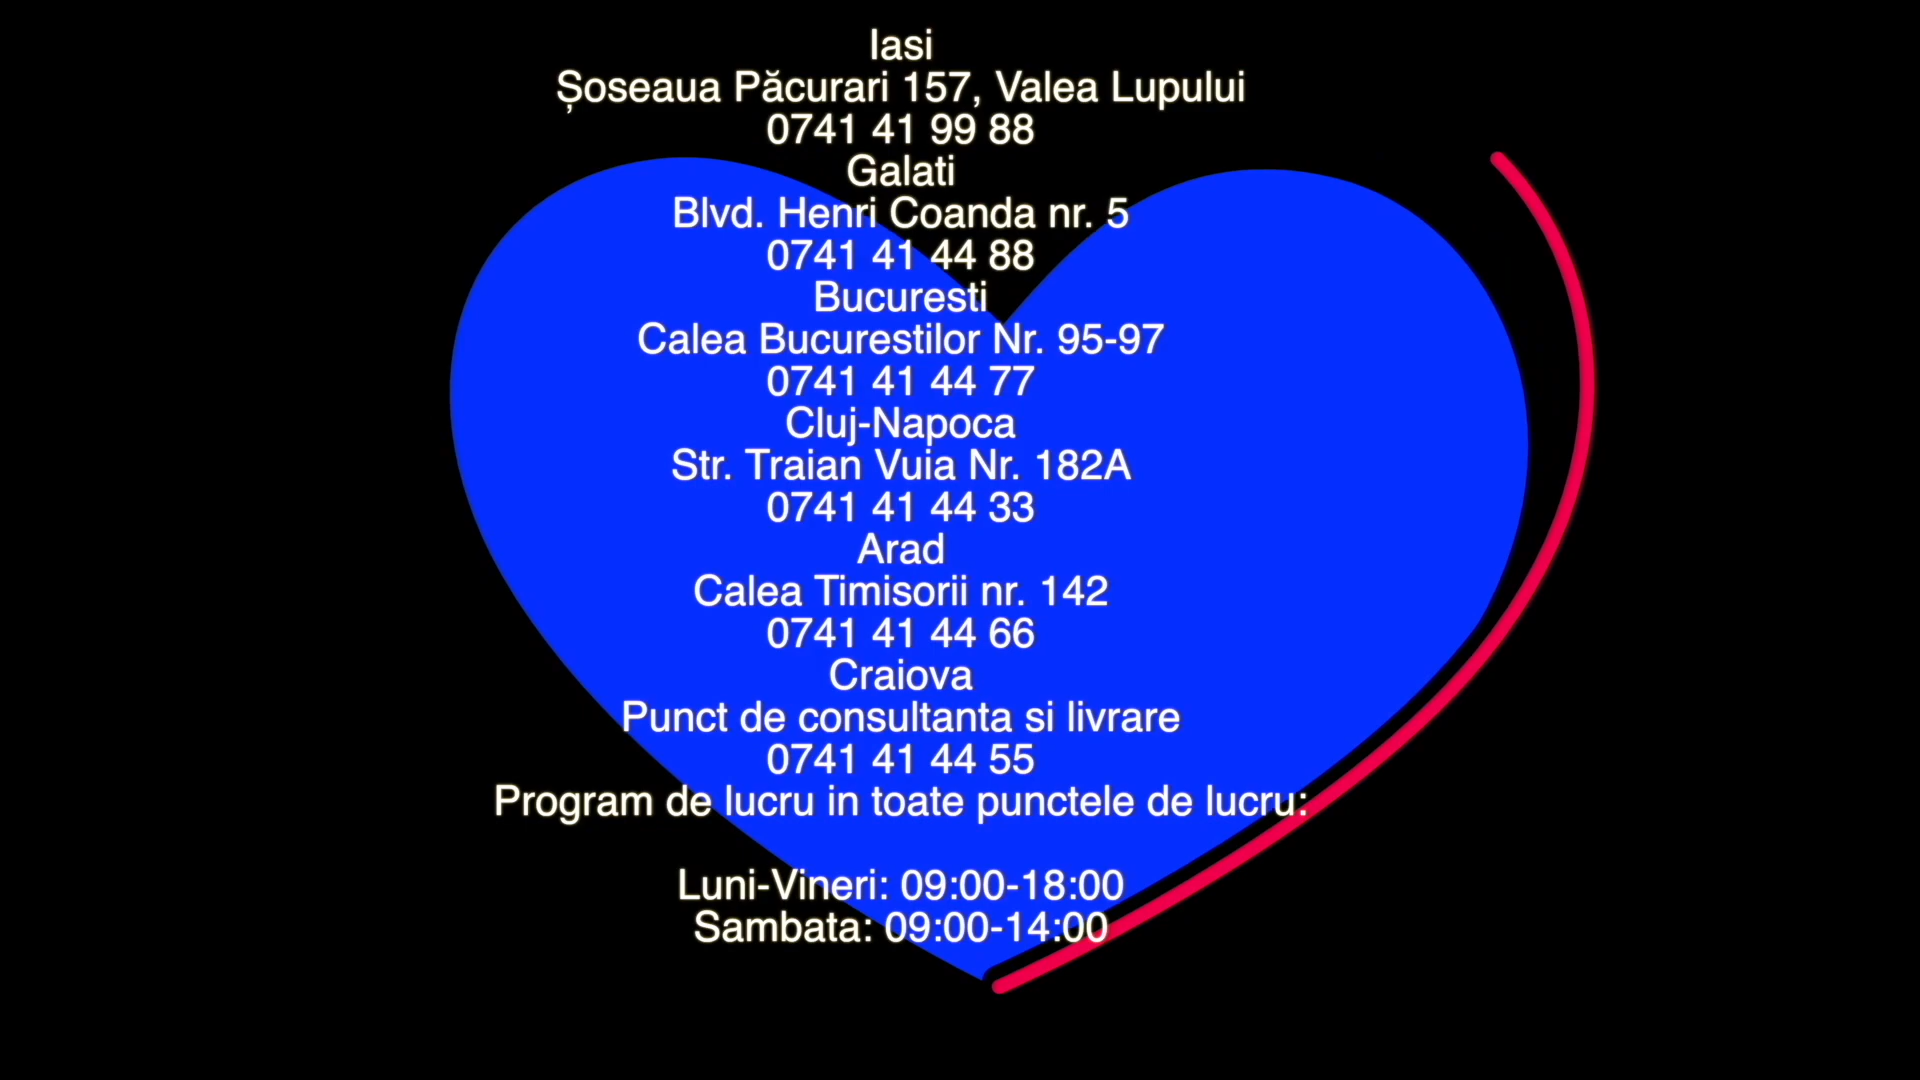 Iasi
Șoseaua Păcurari 157, Valea Lupului
0741 41 99 88
Galati
Blvd. Henri Coanda nr. 5
0741 41 44 88
Bucuresti
Calea Bucurestilor Nr. 95-97
0741 41 44 77
Cluj-Napoca
Str. Traian Vuia Nr. 182A
0741 41 44 33
Arad
Calea Timisorii nr. 142
0741 41 44 66
Craiova
Punct de consultanta si livrare
0741 41 44 55
Program de lucru in toate punctele de lucru:
Luni-Vineri: 09:00-18:00
Sambata: 09:00-14:00